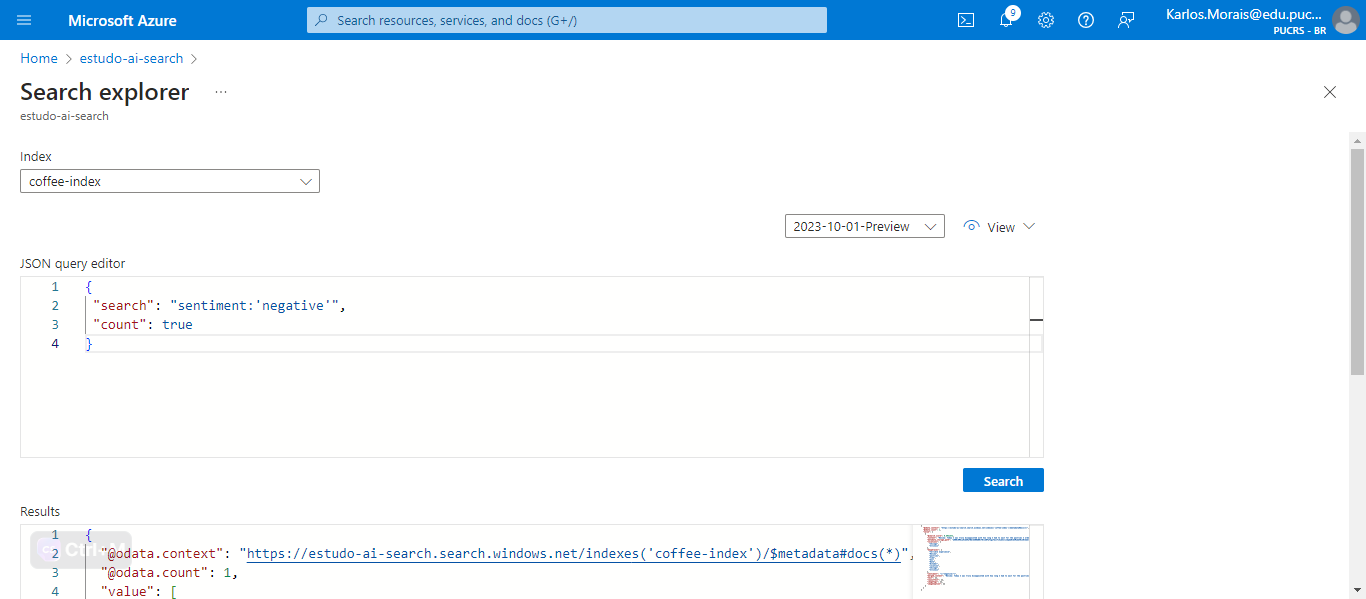 Microsoft Azure
Search resources, services, and docs (G+/)
9
Karlos.Morais@edu.puc...
PUCRS - BR
Home > estudo-ai-search >
Search explorer ...
estudo-ai-search
Index
coffee-index
2023-10-01-Preview
View
JSON query editor
1 {
2 "search": "sentiment:'negative'",
3 "count": true
4 }
Search
Results
1 {
2 "@odata.context": "https://estudo-ai-search.search.windows.net/indexes('coffee-index')/$metadata#docs(*)",
3 "@odata.count": 1,
4 "value": [
Ctrl+M